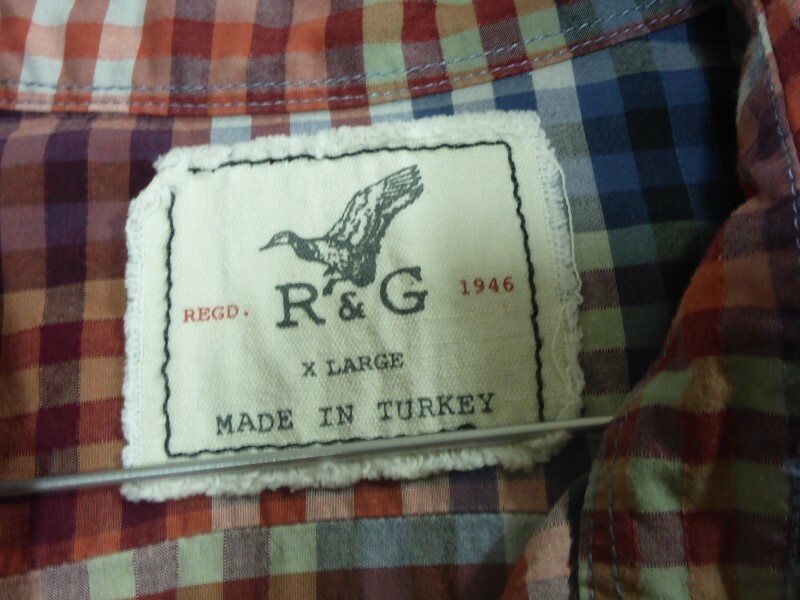 REGD. R & G 1946
X LARGE
MADE IN TURKEY